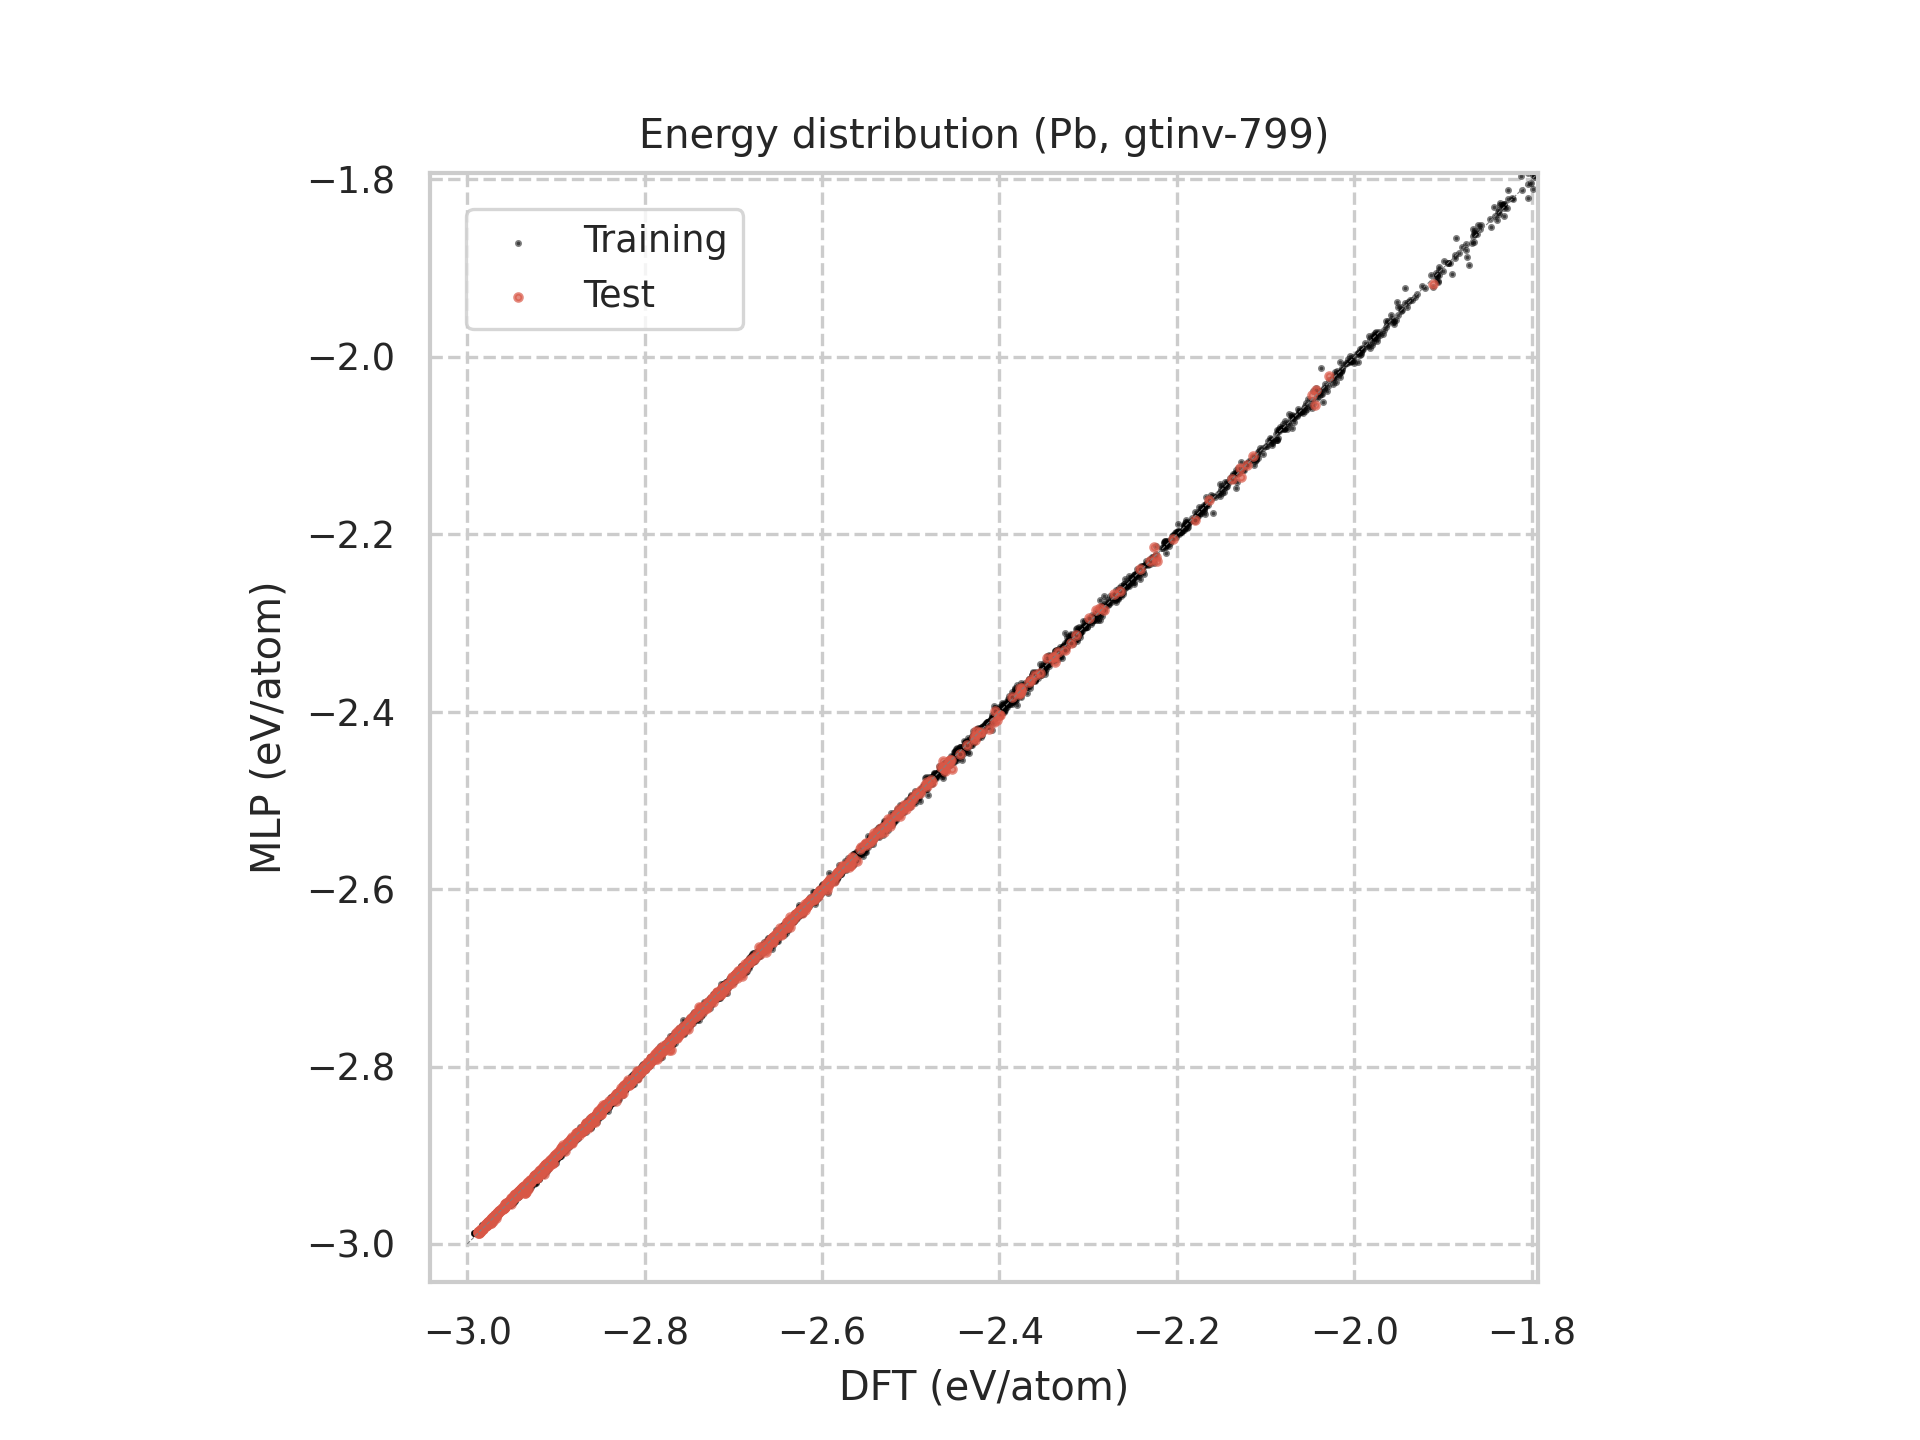 Energy distribution (Pb, gtinv-799)
−1.8
−2.0
−2.2
−2.4
−2.6
−2.8
−3.0
Training
Test
MLP (eV/atom)
−3.0 −2.8 −2.6 −2.4 −2.2 −2.0 −1.8
DFT (eV/atom)